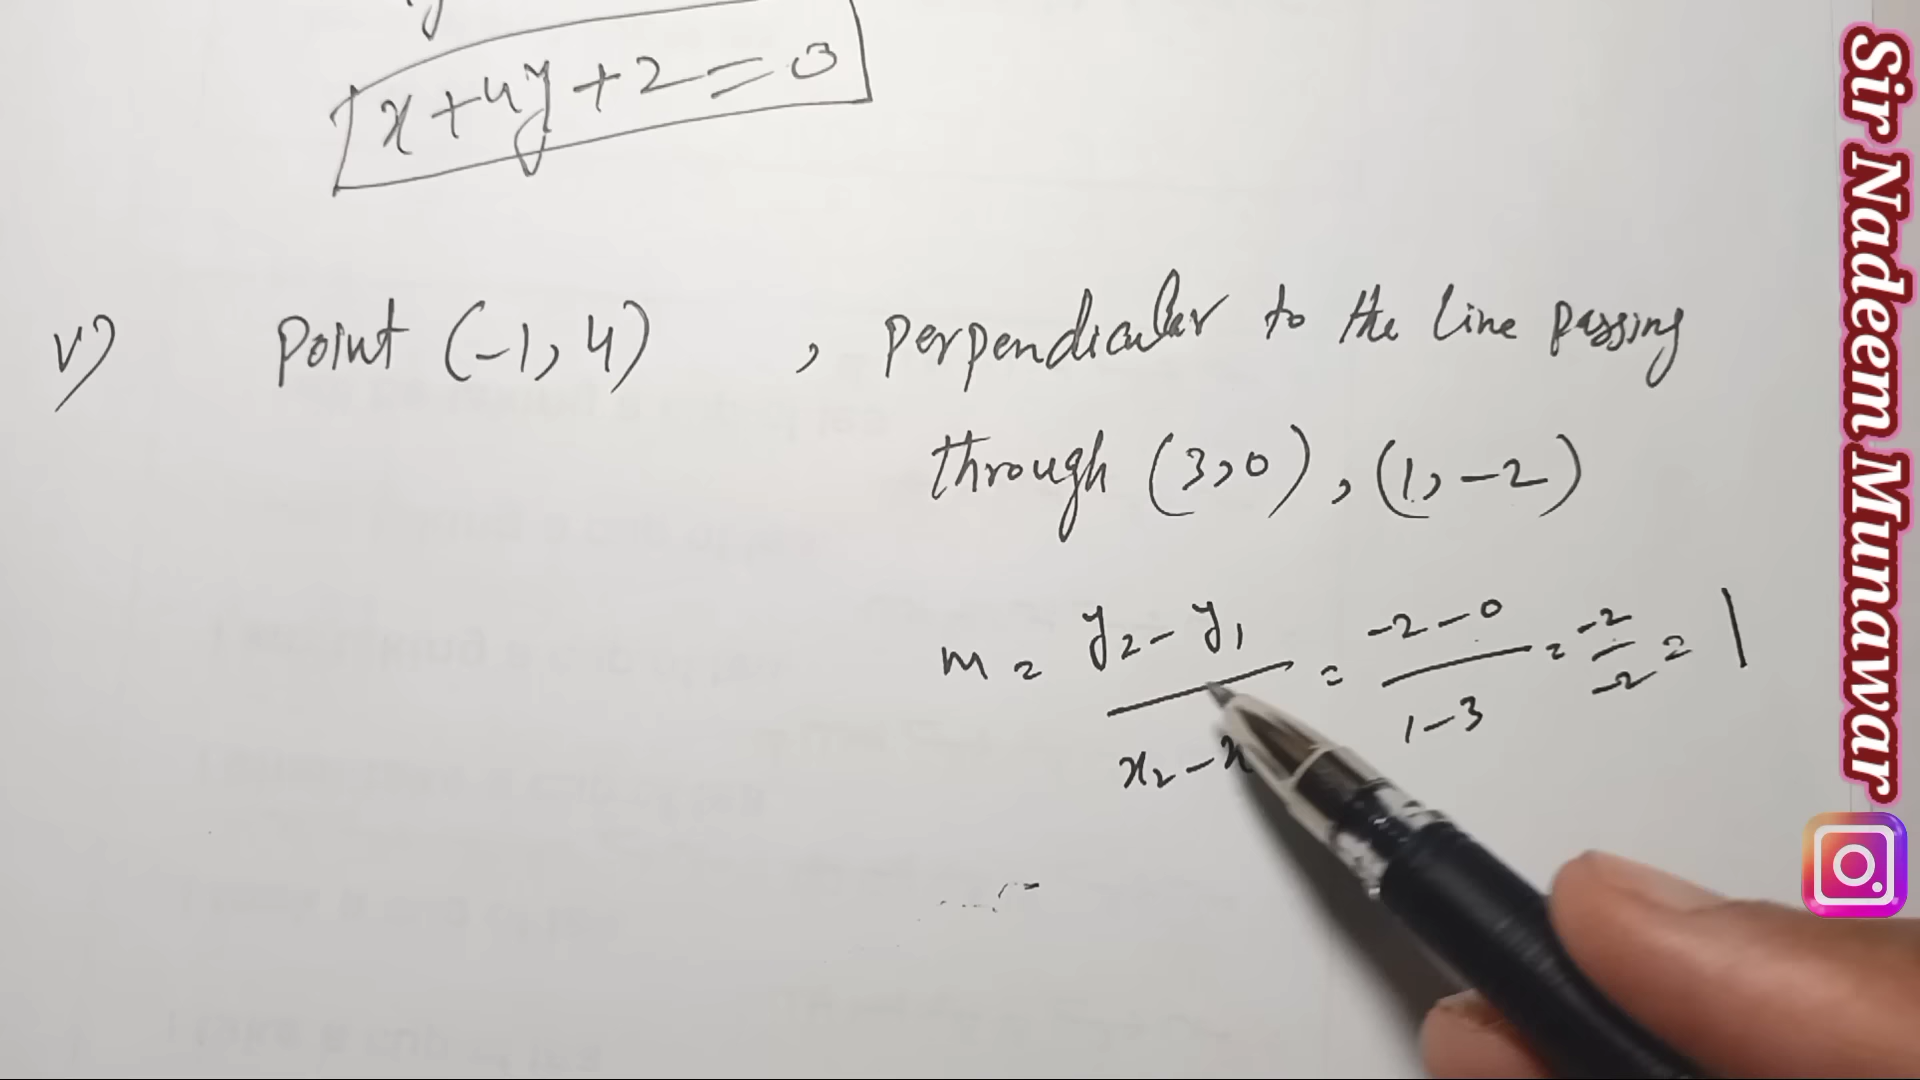 x+4y+2=0
v) Point (-1, 4) , perpendicular to the line passing
through (3,0), (1,-2)
m = y₂-y₁ / x₂-x = -2-0 / 1-3 = -2 / -2 = 1
Sir Nadeem Munawar